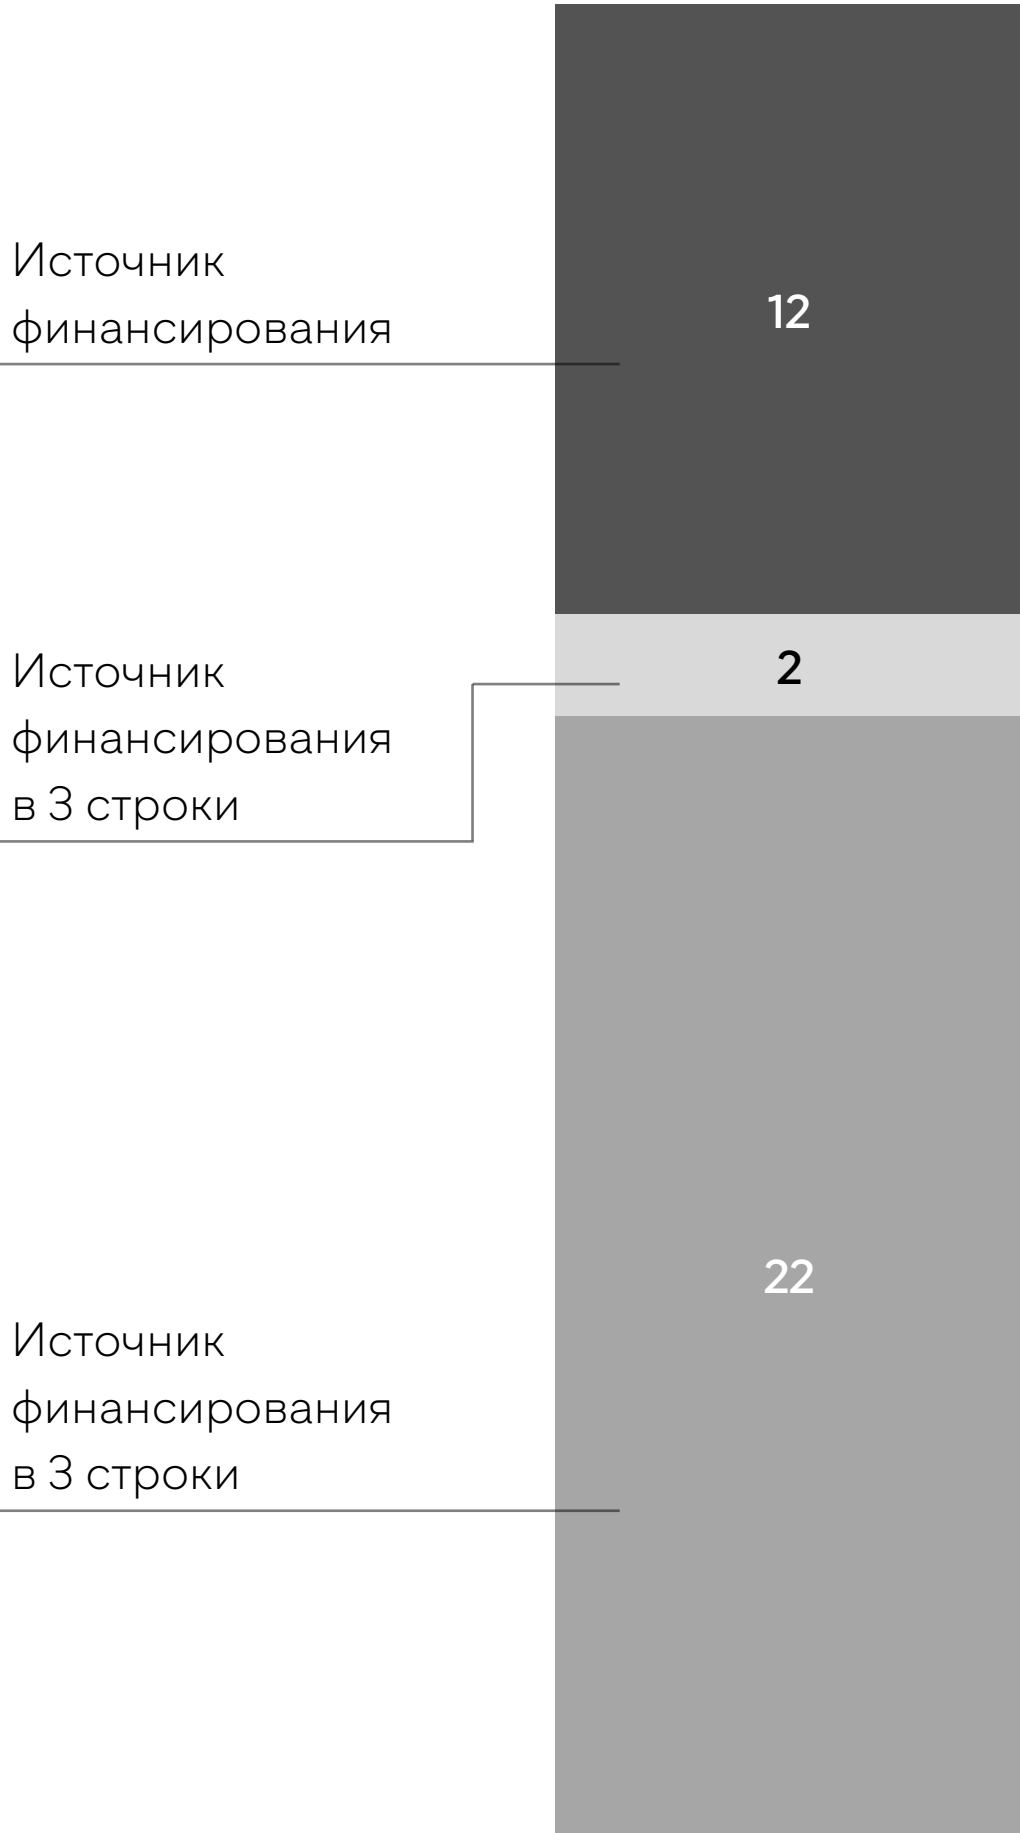 Источник
финансирования
12
Источник
финансирования
в 3 строки
2
22
Источник
финансирования
в 3 строки